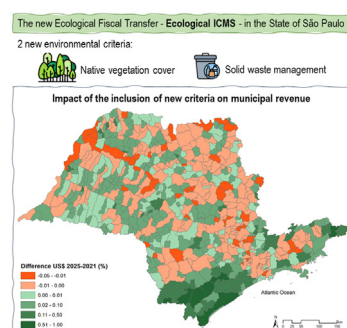 The new Ecological Fiscal Transfer - Ecological ICMS - in the State of São Paulo
2 new environmental criteria:
Native vegetation cover
Solid waste management
Impact of the inclusion of new criteria on municipal revenue
Difference US$ 2025-2021 (%)
-0.05 - -0.01
-0.01 - 0.00
0.00 - 0.01
0.02 - 0.10
0.11 - 0.50
0.51 - 1.00
Atlantic Ocean